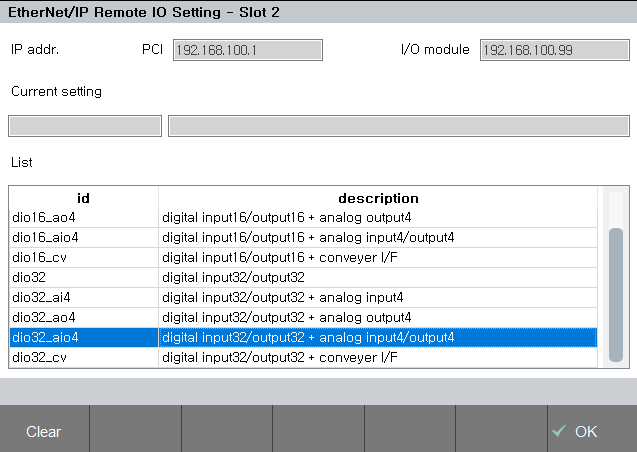 EtherNet/IP Remote IO Setting - Slot 2
IP addr. PCI 192.168.100.1 I/O module 192.168.100.99
Current setting
List
id description
dio16_ao4 digital input16/output16 + analog output4
dio16_aio4 digital input16/output16 + analog input4/output4
dio16_cv digital input16/output16 + conveyer I/F
dio32 digital input32/output32
dio32_ai4 digital input32/output32 + analog input4
dio32_ao4 digital input32/output32 + analog output4
dio32_aio4 digital input32/output32 + analog input4/output4
dio32_cv digital input32/output32 + conveyer I/F
Clear OK